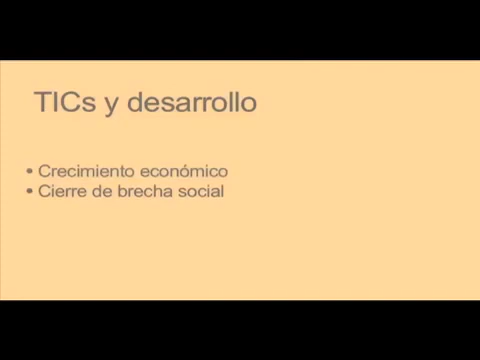 TICs y desarrollo
• Crecimiento económico
• Cierre de brecha social